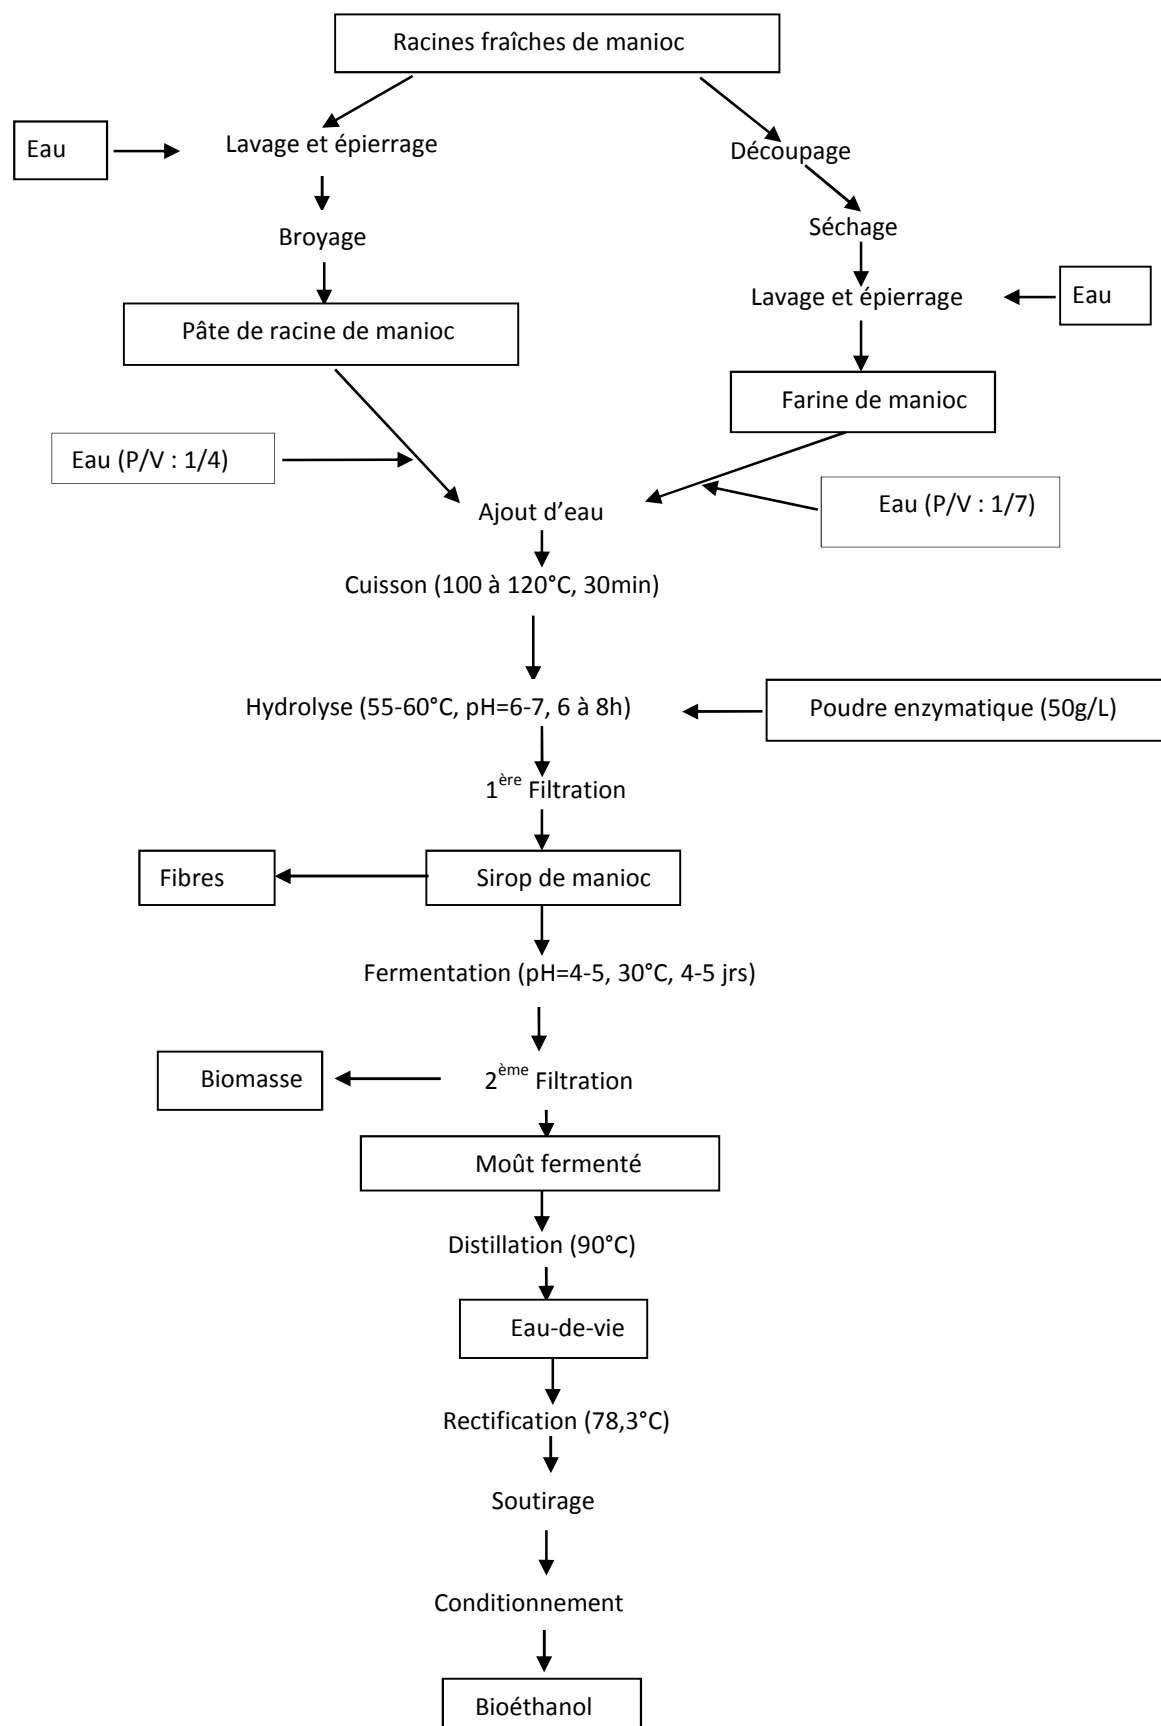 Racines fraîches de manioc
Eau
Lavage et épierrage
Découpage
Broyage
Séchage
Lavage et épierrage
Eau
Pâte de racine de manioc
Farine de manioc
Eau (P/V : 1/4)
Eau (P/V : 1/7)
Ajout d’eau
Cuisson (100 à 120°C, 30min)
Hydrolyse (55-60°C, pH=6-7, 6 à 8h)
Poudre enzymatique (50g/L)
1ère Filtration
Fibres
Sirop de manioc
Fermentation (pH=4-5, 30°C, 4-5 jrs)
Biomasse
2ème Filtration
Moût fermenté
Distillation (90°C)
Eau-de-vie
Rectification (78,3°C)
Soutirage
Conditionnement
Bioéthanol